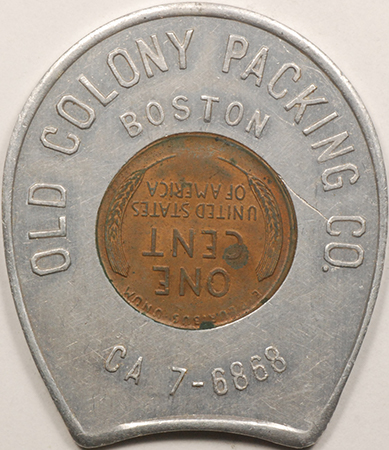 OLD COLONY PACKING CO.
BOSTON
E · PLURIBUS · UNUM
ONE
CENT
UNITED STATES
OF AMERICA
CA 7-6868